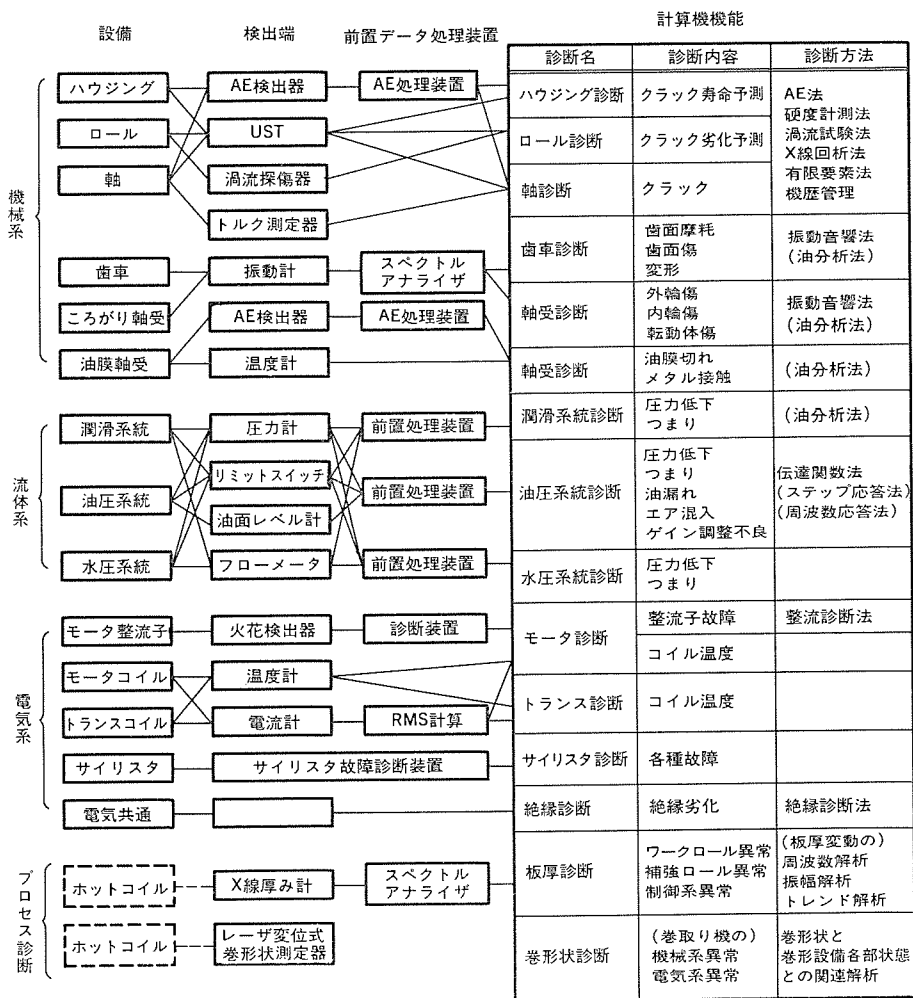 計算機機能
設備
検出端
前置データ処理装置
診断名
診断内容
診断方法
機械系
ハウジング
AE検出器
AE処理装置
ハウジング診断
クラック寿命予測
AE法
硬度計測法
渦流試験法
X線回析法
有限要素法
機歴管理
ロール
UST
ロール診断
クラック劣化予測
軸
渦流探傷器
軸診断
クラック
トルク測定器
歯車
振動計
スペクトル
アナライザ
歯車診断
歯面摩耗
歯面傷
変形
振動音響法
(油分析法)
ころがり軸受
AE検出器
AE処理装置
軸受診断
外輪傷
内輪傷
転動体傷
振動音響法
(油分析法)
油膜軸受
温度計
軸受診断
油膜切れ
メタル接触
(油分析法)
流体系
潤滑系統
圧力計
前置処理装置
潤滑系統診断
圧力低下
つまり
(油分析法)
リミットスイッチ
油圧系統
前置処理装置
油圧系統診断
圧力低下
つまり
油漏れ
エア混入
ゲイン調整不良
伝達関数法
(ステップ応答法)
(周波数応答法)
油面レベル計
水圧系統
フローメータ
前置処理装置
水圧系統診断
圧力低下
つまり
電気系
モータ整流子
火花検出器
診断装置
モータ診断
整流子故障
整流診断法
コイル温度
モータコイル
温度計
トランスコイル
電流計
RMS計算
トランス診断
コイル温度
サイリスタ
サイリスタ故障診断装置
サイリスタ診断
各種故障
電気共通
絶縁診断
絶縁劣化
絶縁診断法
プロセス診断
ホットコイル
X線厚み計
スペクトル
アナライザ
板厚診断
ワークロール異常
補強ロール異常
制御系異常
(板厚変動の)
周波数解析
振幅解析
トレンド解析
ホットコイル
レーザ変位式
巻形状測定器
巻形状診断
(巻取り機の)
機械系異常
電気系異常
巻形状と
巻形設備各部状態
との関連解析